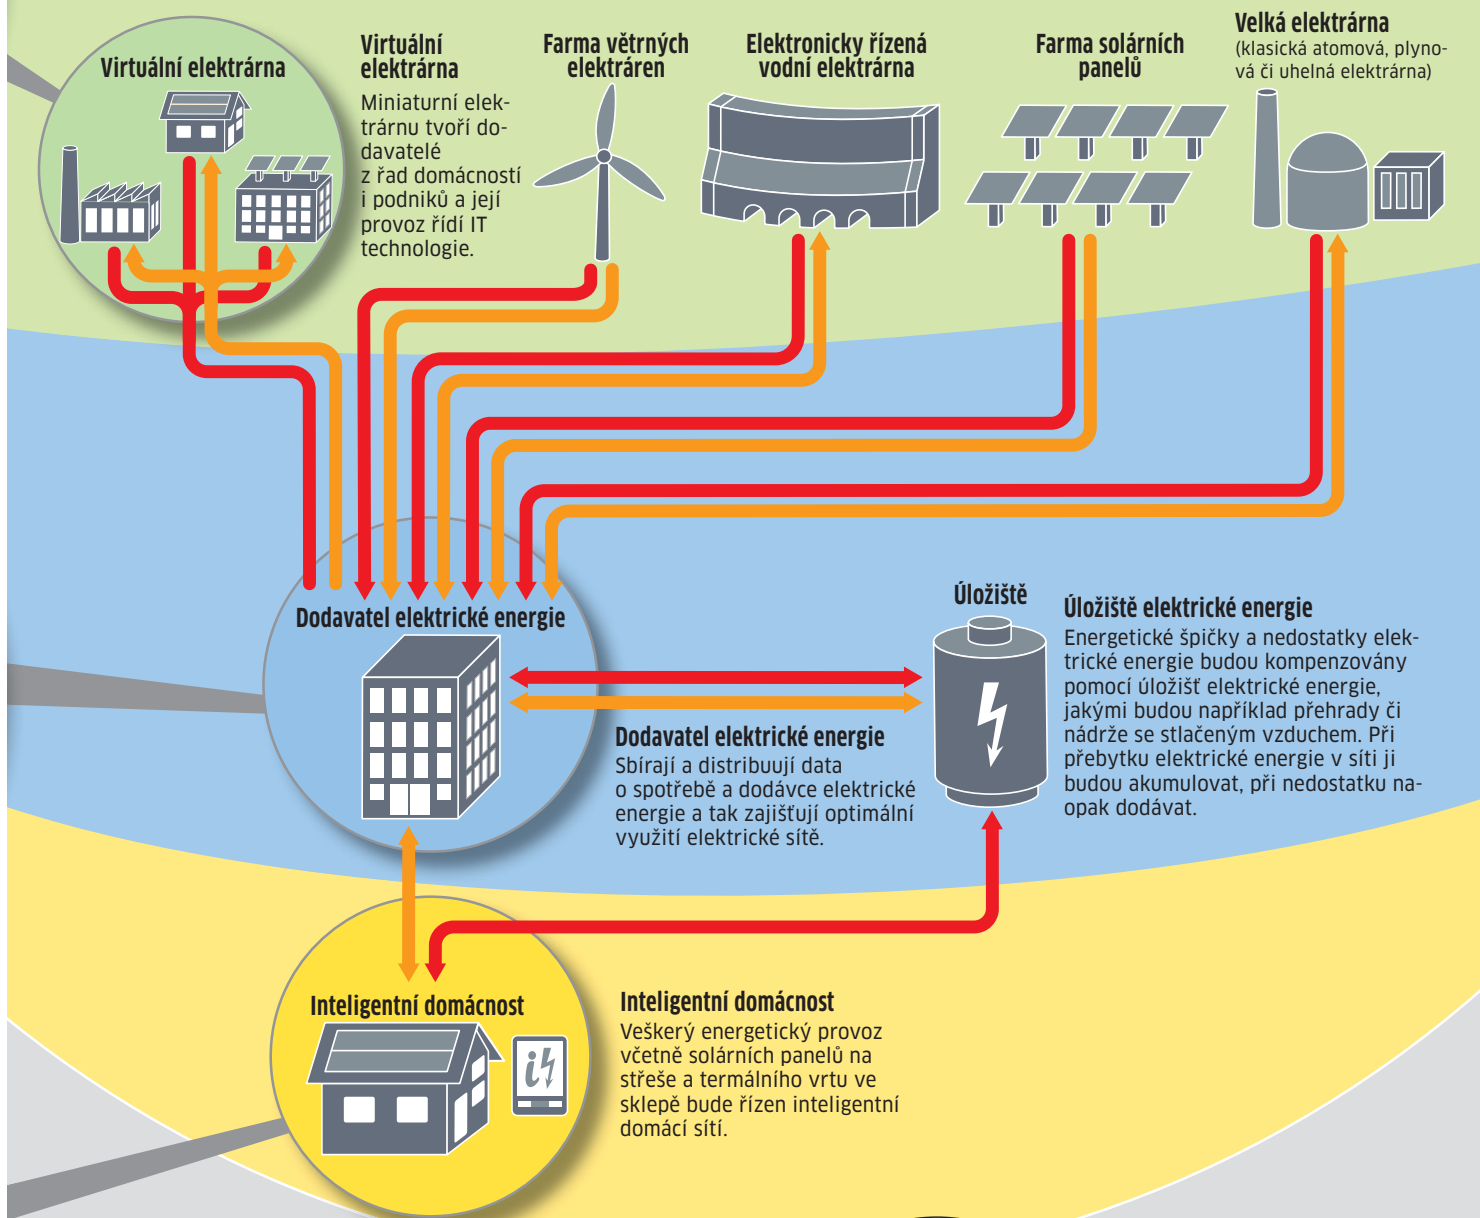 Virtuální elektrárna
Virtuální
elektrárna
Miniaturní elek-
trárnu tvoří do-
davatelé
z řad domácností
i podniků a její
provoz řídí IT
technologie.
Farma větrných
elektráren
Elektronicky řízená
vodní elektrárna
Farma solárních
panelů
Velká elektrárna
(klasická atomová, plyno-
vá či uhelná elektrárna)
Dodavatel elektrické energie
Dodavatel elektrické energie
Sbírají a distribuují data
o spotřebě a dodávce elektrické
energie a tak zajišťují optimální
využití elektrické sítě.
Úložiště
Úložiště elektrické energie
Energetické špičky a nedostatky elek-
trické energie budou kompenzovány
pomocí úložišť elektrické energie,
jakými budou například přehrady či
nádrže se stlačeným vzduchem. Při
přebytku elektrické energie v síti ji
budou akumulovat, při nedostatku na-
opak dodávat.
Inteligentní domácnost
i
Inteligentní domácnost
Veškerý energetický provoz
včetně solárních panelů na
střeše a termálního vrtu ve
sklepě bude řízen inteligentní
domácí sítí.